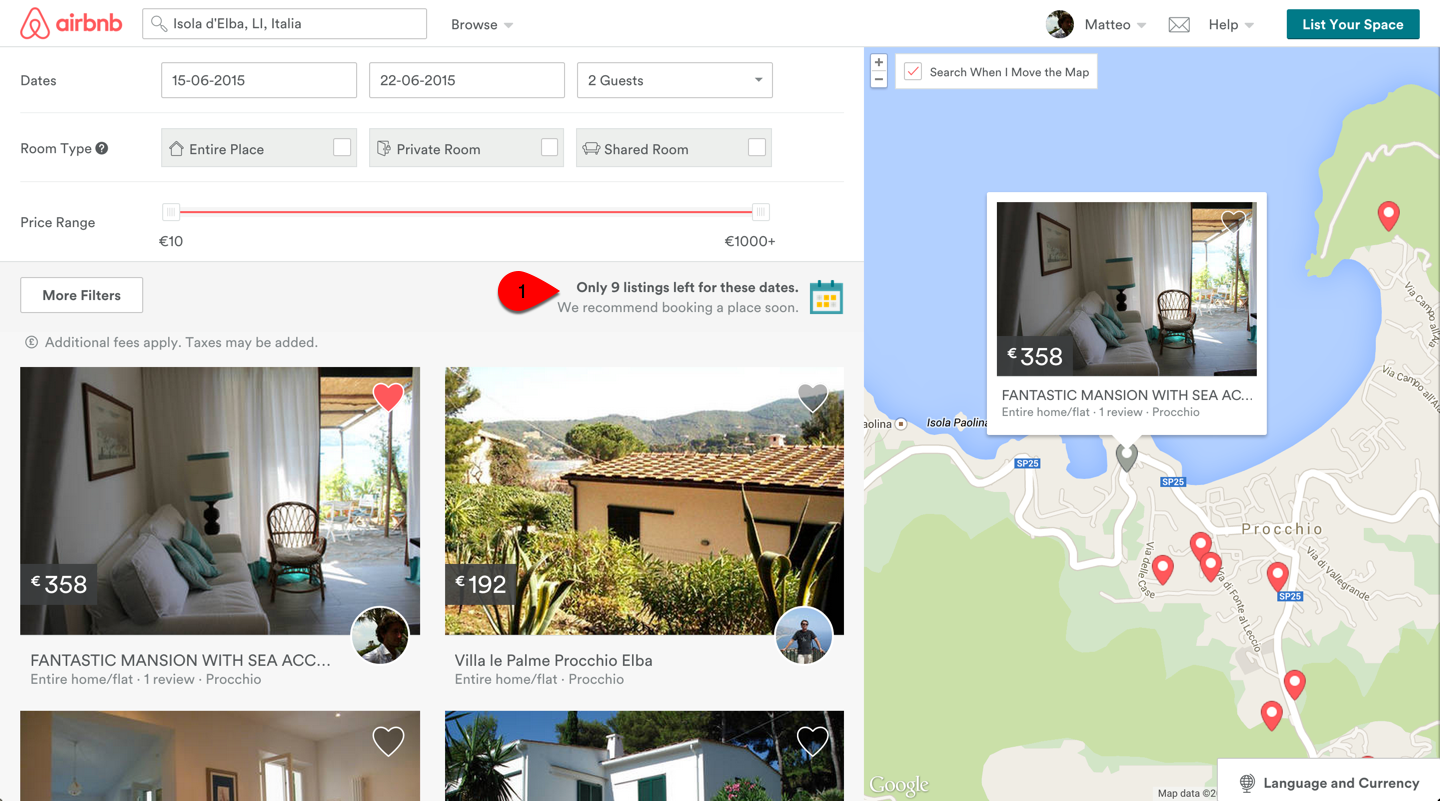 airbnb
Isola d'Elba, LI, Italia
Browse
Matteo
Help
List Your Space
Dates
15-06-2015
22-06-2015
2 Guests
Room Type ?
Entire Place
Private Room
Shared Room
Price Range
€10
€1000+
More Filters
1
Only 9 listings left for these dates.
We recommend booking a place soon.
Additional fees apply. Taxes may be added.
€358
FANTASTIC MANSION WITH SEA ACC...
Entire home/flat · 1 review · Procchio
€192
Villa le Palme Procchio Elba
Entire home/flat · Procchio
+
−
Search When I Move the Map
€358
FANTASTIC MANSION WITH SEA AC...
Entire home/flat · 1 review · Procchio
aolina
Isola Paolina
SP25
SP25
Procchio
SP25
Via delle Case
Via di Fonte al Leccio
Via di Vallegrande
Via Campo all'Aia
Via Campo all'Aia
Google
Map data ©20
Language and Currency